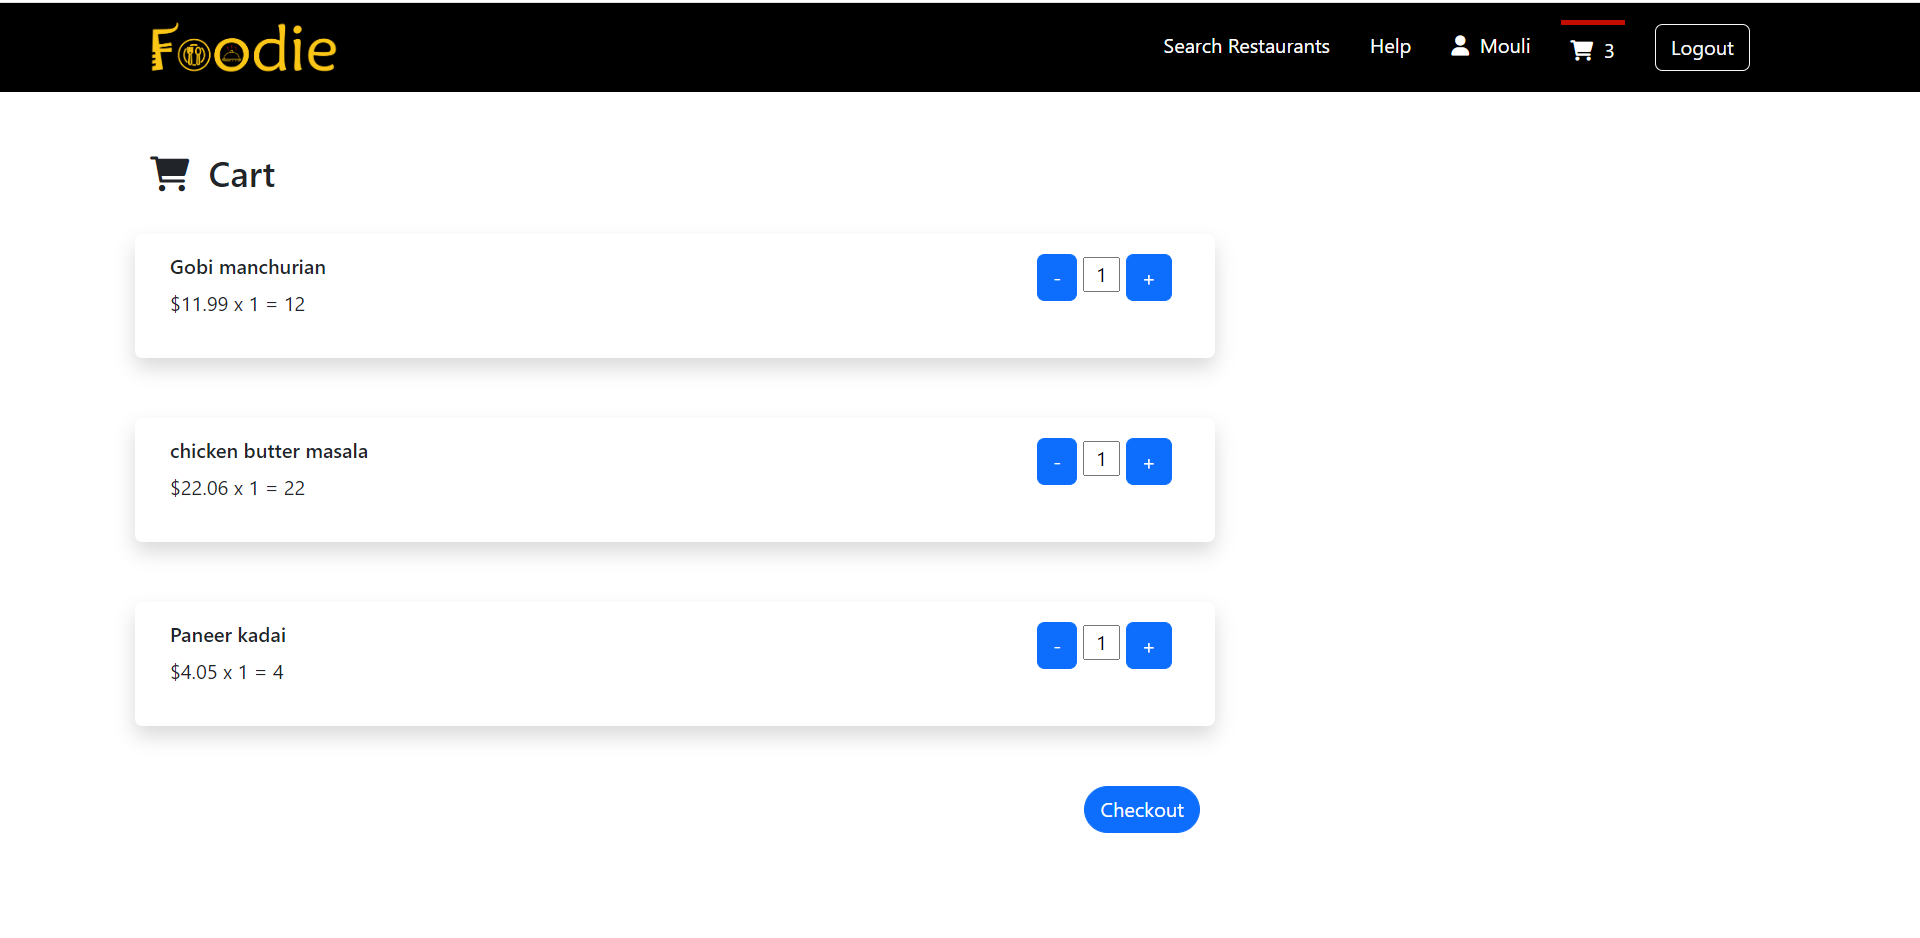 Foodie
Search Restaurants Help Mouli 3 Logout
Cart
Gobi manchurian
$11.99 x 1 = 12
- 1 +
chicken butter masala
$22.06 x 1 = 22
- 1 +
Paneer kadai
$4.05 x 1 = 4
- 1 +
Checkout